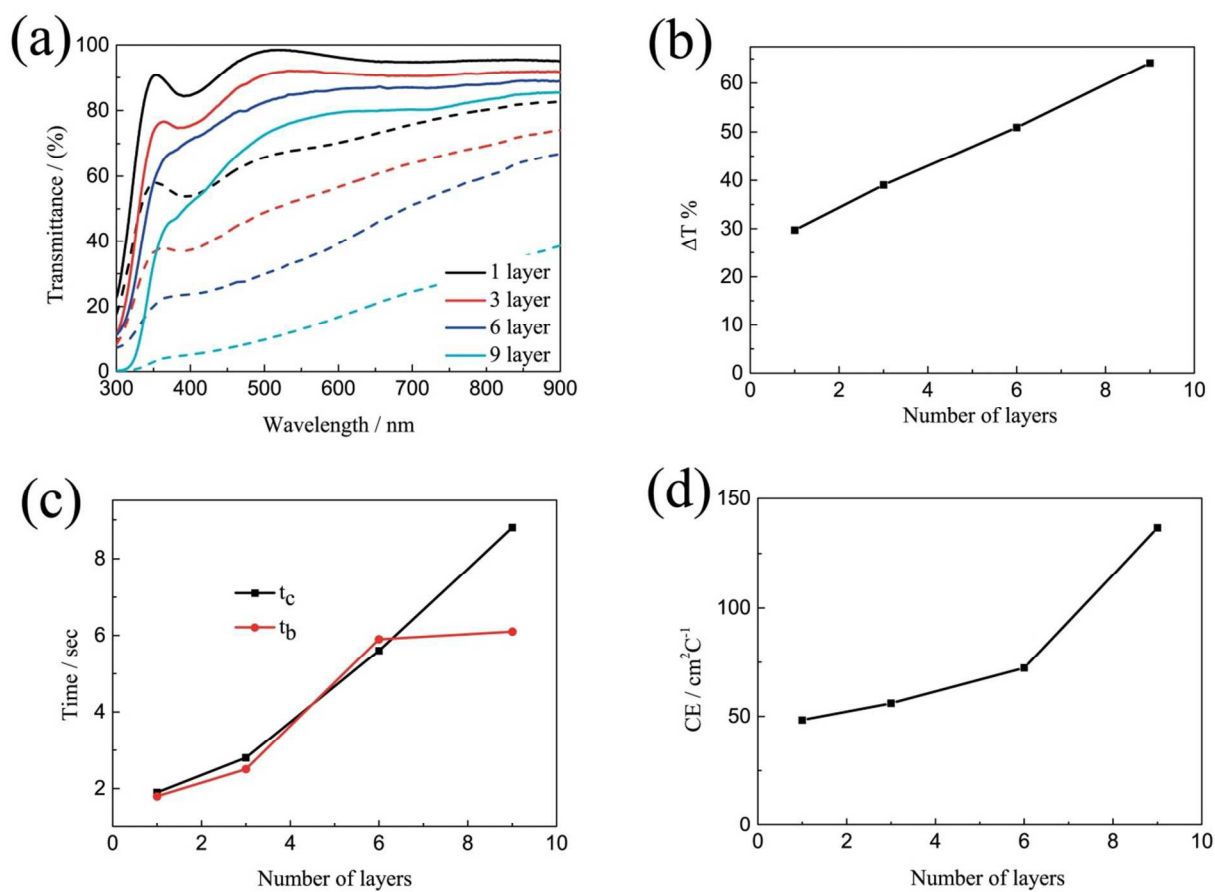 (a)
100
80
60
40
20
0
Transmittance / (%)
300 400 500 600 700 800 900
Wavelength / nm
1 layer
3 layer
6 layer
9 layer
(b)
60
50
40
30
20
10
0
ΔT %
0 2 4 6 8 10
Number of layers
(c)
8
6
4
2
Time / sec
tc
tb
0 2 4 6 8 10
Number of layers
(d)
150
100
50
0
CE / cm²C⁻¹
0 2 4 6 8 10
Number of layers